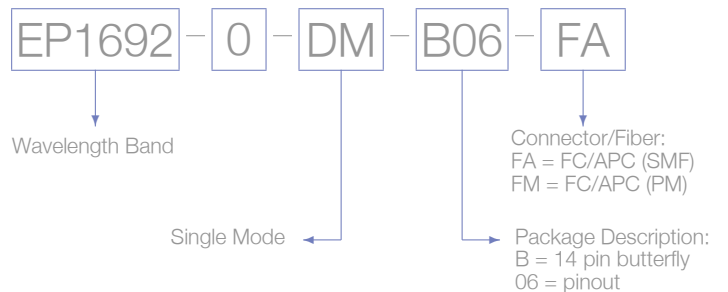 EP1692 - 0 - DM - B06 - FA
Wavelength Band
Connector/Fiber:
FA = FC/APC (SMF)
FM = FC/APC (PM)
Single Mode
Package Description:
B = 14 pin butterfly
06 = pinout